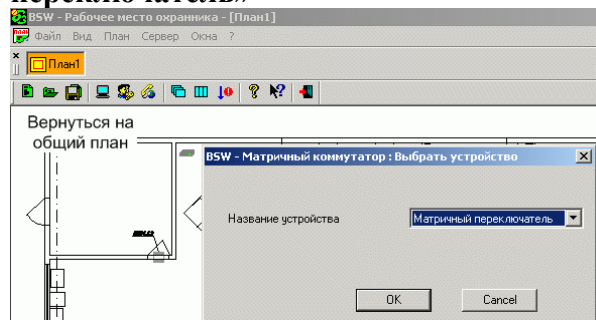 переключатель»
BSW - Рабочее место охранника - [План1]
Файл Вид План Сервер Окна ?
План1
Вернуться на
общий план
BSW - Матричный коммутатор : Выбрать устройство
Название устройства
Матричный переключатель
OK
Cancel